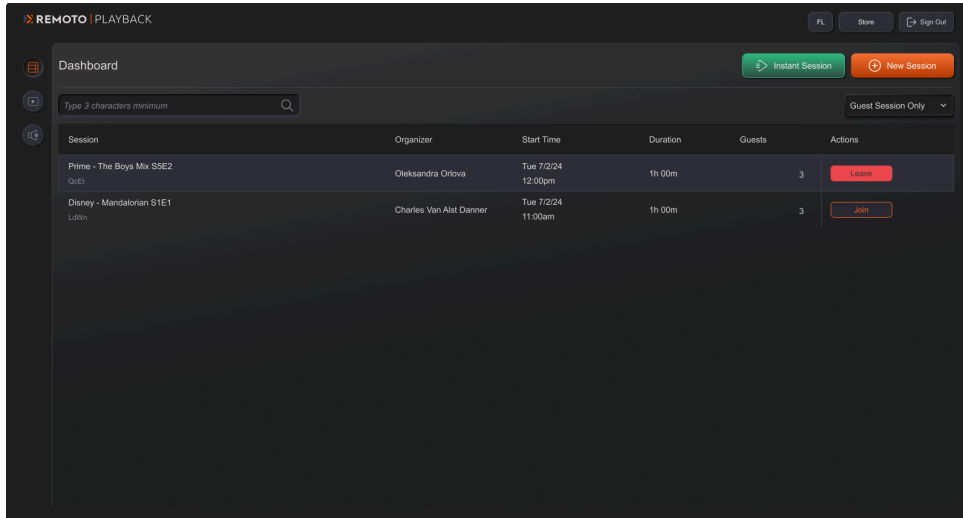 REMOTO | PLAYBACK
FL
Store
Sign Out
Dashboard
Instant Session
New Session
Type 3 characters minimum
Guest Session Only
Session Organizer Start Time Duration Guests Actions
Prime - The Boys Mix S5E2
QcEt
Oleksandra Orlova
Tue 7/2/24
12:00pm
1h 00m
3
Leave
Disney - Mandalorian S1E1
LdWn
Charles Van Alst Danner
Tue 7/2/24
11:00am
1h 00m
3
Join